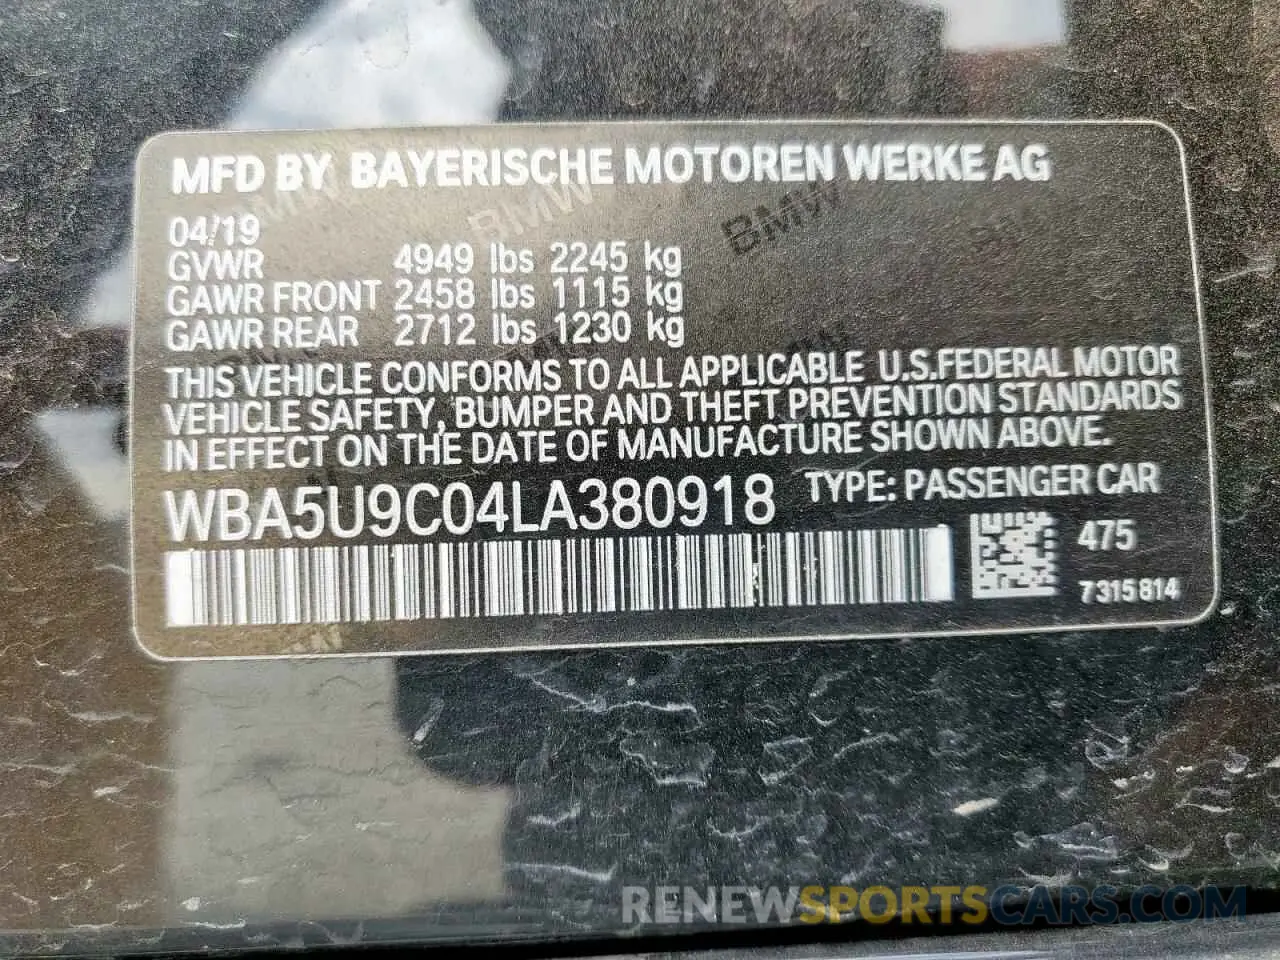 MFD BY BAYERISCHE MOTOREN WERKE AG
04/19
GVWR 4949 lbs 2245 kg
GAWR FRONT 2458 lbs 1115 kg
GAWR REAR 2712 lbs 1230 kg
THIS VEHICLE CONFORMS TO ALL APPLICABLE U.S.FEDERAL MOTOR
VEHICLE SAFETY, BUMPER AND THEFT PREVENTION STANDARDS
IN EFFECT ON THE DATE OF MANUFACTURE SHOWN ABOVE.
WBA5U9C04LA380918 TYPE: PASSENGER CAR
475
7315814
BMW
BMW
BMW
RENEWSPORTSCARS.COM